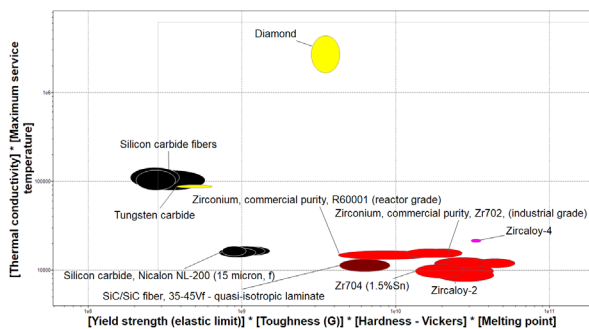 Diamond
1e6
Silicon carbide fibers
100000
Tungsten carbide
Zirconium, commercial purity, R60001 (reactor grade)
Zirconium, commercial purity, Zr702, (industrial grade)
Zircaloy-4
Silicon carbide, Nicalon NL-200 (15 micron, f)
10000
Zr704 (1.5%Sn)
Zircaloy-2
SiC/SiC fiber, 35-45Vf - quasi-isotropic laminate
1e8
1e9
1e10
1e11
[Thermal conductivity] * [Maximum service
temperature]
[Yield strength (elastic limit)] * [Toughness (G)] * [Hardness - Vickers] * [Melting point]